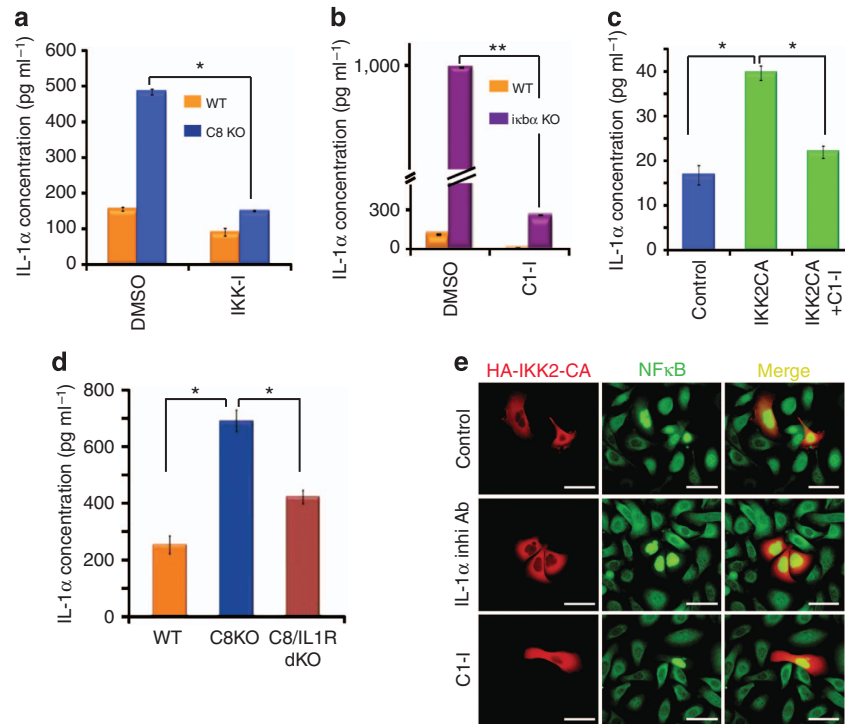 a
IL-1α concentration (pg ml⁻¹)
600
500
400
300
200
100
0
*
WT
C8 KO
DMSO
IKK-I
b
IL-1α concentration (pg ml⁻¹)
1,000
300
0
**
WT
iκbα KO
DMSO
C1-I
c
IL-1α concentration (pg ml⁻¹)
40
30
20
10
0
*
*
Control
IKK2CA
IKK2CA
+C1-I
d
IL-1α concentration (pg ml⁻¹)
800
600
400
200
0
*
*
WT
C8KO
C8/IL1R
dKO
e
HA-IKK2-CA
NFκB
Merge
Control
IL-1α inhi Ab
C1-I